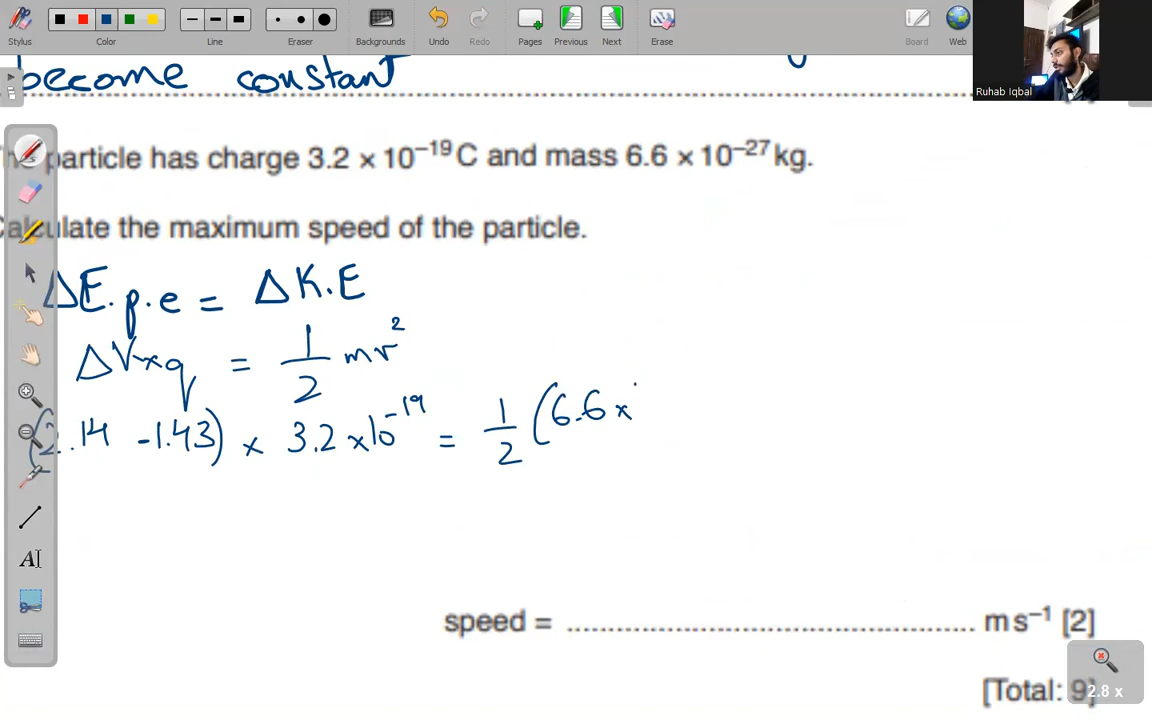 Stylus
Color
Line
Eraser
Backgrounds
Undo
Redo
Pages
Previous
Next
Erase
Board
Web
become constant
Ruhab Iqbal
particle has charge 3.2 × 10⁻¹⁹ C and mass 6.6 × 10⁻²⁷ kg.
Calculate the maximum speed of the particle.
ΔE.p.e = ΔK.E
ΔV×q = 1/2 mv²
(2.14 -1.43) × 3.2 ×10⁻¹⁹ = 1/2 (6.6 ×
AI
speed = ........................................ m s⁻¹ [2]
[Total: 9]
2.8 x